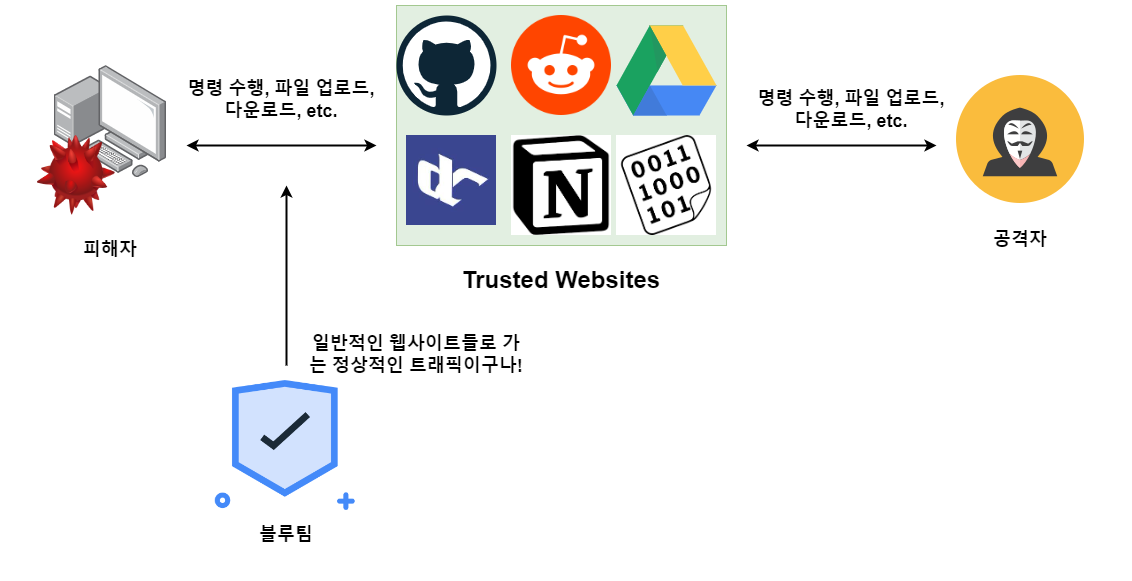 명령 수행, 파일 업로드,
다운로드, etc.
명령 수행, 파일 업로드,
다운로드, etc.
N
0011
1000
101
피해자
공격자
Trusted Websites
일반적인 웹사이트들로 가
는 정상적인 트래픽이구나!
블루팀